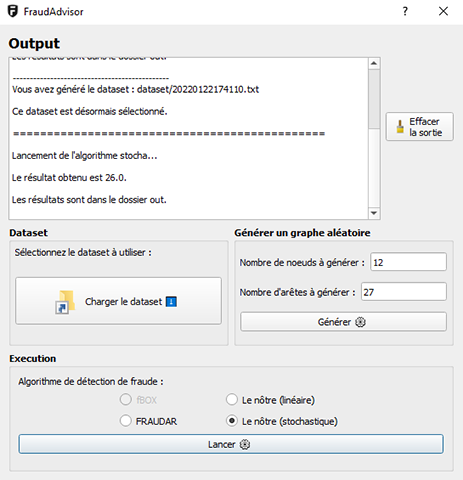 FraudAdvisor
Output
Les résultats sont dans le dossier out.
----------------------------------------------
Vous avez généré le dataset : dataset/20220122174110.txt
Ce dataset est désormais sélectionné.
==============================================
Lancement de l'algorithme stocha...
Le résultat obtenu est 26.0.
Les résultats sont dans le dossier out.
Effacer
la sortie
Dataset
Sélectionnez le dataset à utiliser :
Charger le dataset
Générer un graphe aléatoire
Nombre de noeuds à générer : 12
Nombre d'arêtes à générer : 27
Générer
Execution
Algorithme de détection de fraude :
fBOX
Le nôtre (linéaire)
FRAUDAR
Le nôtre (stochastique)
Lancer